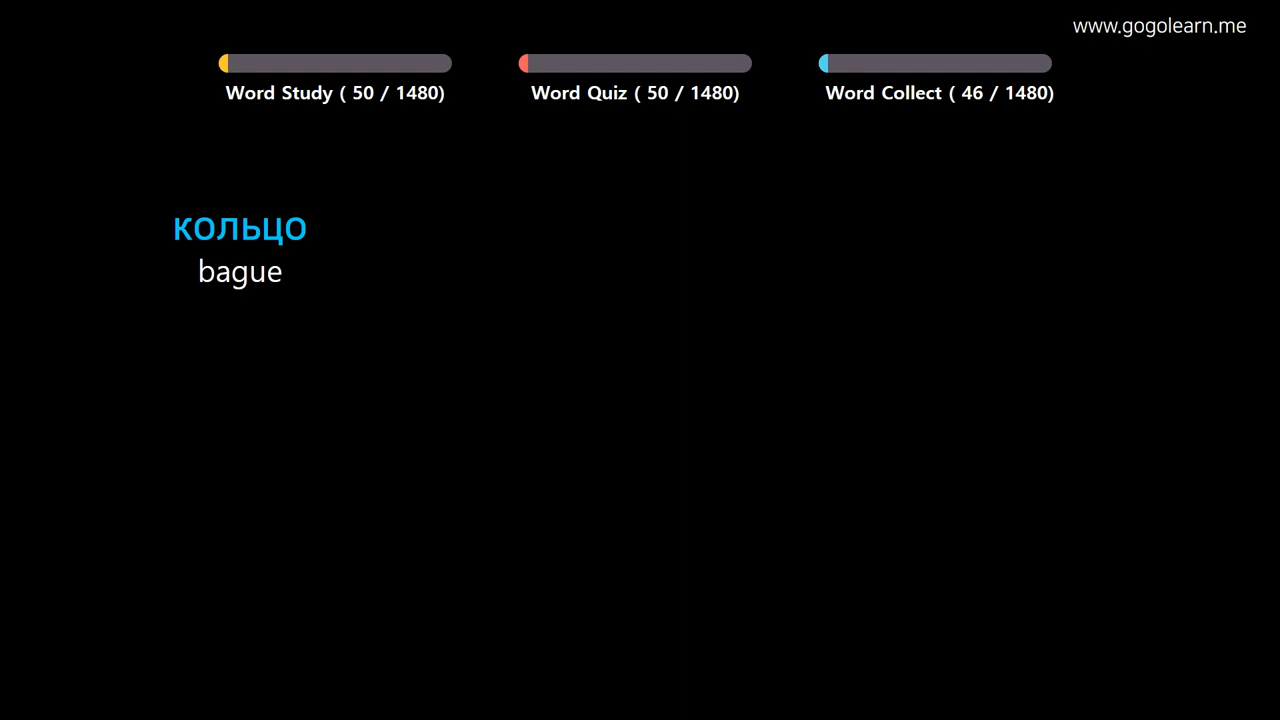 www.gogolearn.me
Word Study ( 50 / 1480)
Word Quiz ( 50 / 1480)
Word Collect ( 46 / 1480)
кольцо
bague